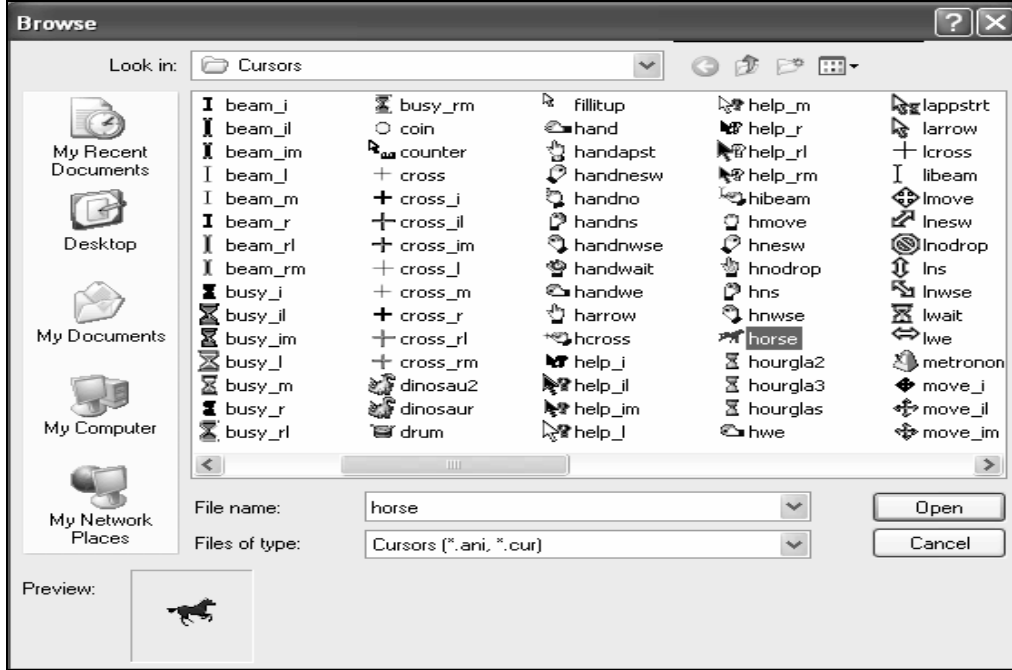 Browse
Look in: Cursors
My Recent
Documents
Desktop
My Documents
My Computer
My Network
Places
beam_i
beam_il
beam_im
beam_l
beam_m
beam_r
beam_rl
beam_rm
busy_i
busy_il
busy_im
busy_l
busy_m
busy_r
busy_rl
busy_rm
coin
counter
cross
cross_i
cross_il
cross_im
cross_l
cross_m
cross_r
cross_rl
cross_rm
dinosau2
dinosaur
drum
fillitup
hand
handapst
handnesw
handno
handns
handnwse
handwait
handwe
harrow
hcross
help_i
help_il
help_im
help_l
help_m
help_r
help_rl
help_rm
hibeam
hmove
hnesw
hnodrop
hns
hnwse
horse
hourgla2
hourgla3
hourglas
hwe
lappstrt
larrow
lcross
libeam
lmove
lnesw
lnodrop
lns
lnwse
lwait
lwe
metronon
move_i
move_il
move_im
File name: horse
Open
Files of type: Cursors (*.ani, *.cur)
Cancel
Preview: